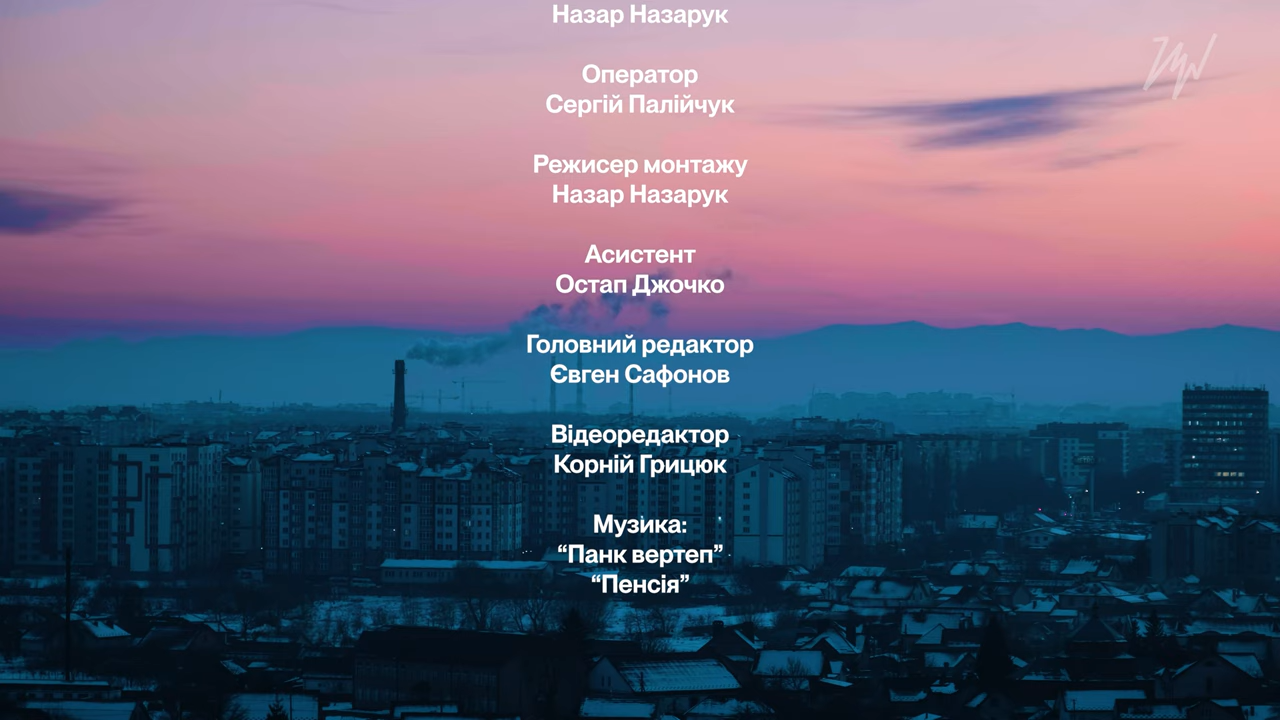 Назар Назарук
Оператор
Сергій Палійчук
Режисер монтажу
Назар Назарук
Асистент
Остап Джочко
Головний редактор
Євген Сафонов
Відеоредактор
Корній Грицюк
Музика:
“Панк вертеп”
“Пенсія”